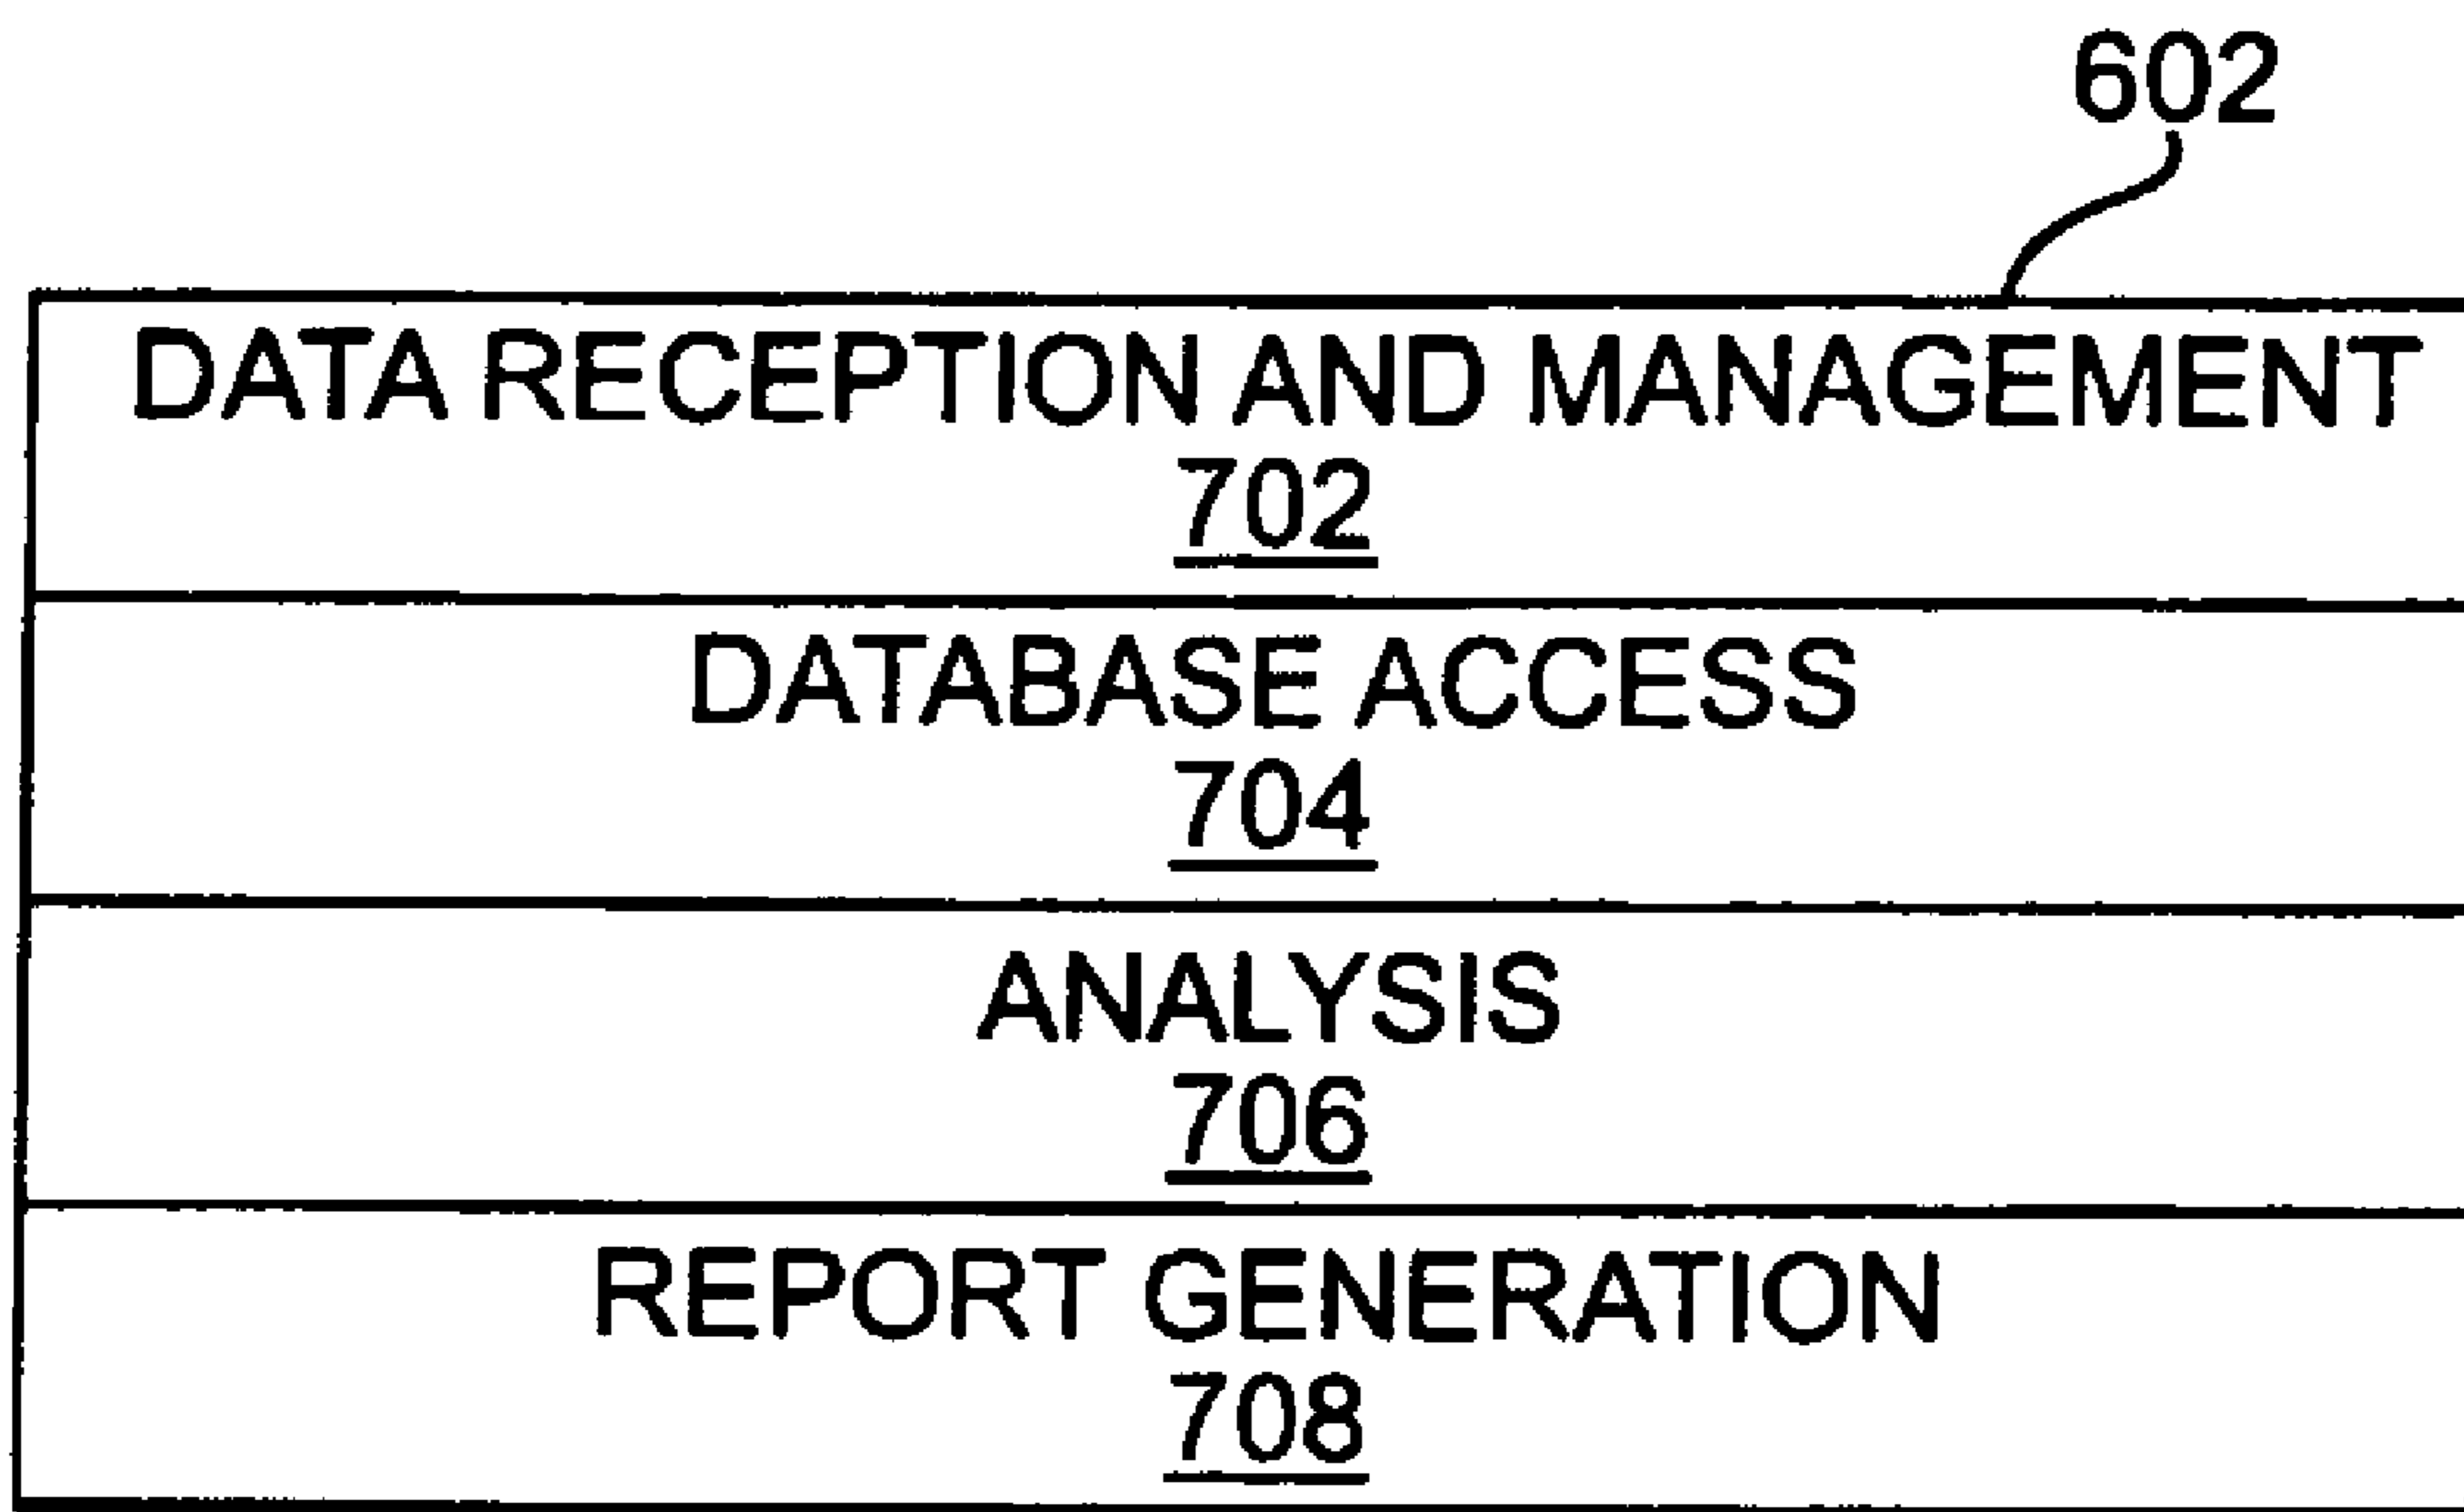 602
DATA RECEPTION AND MANAGEMENT
702
DATABASE ACCESS
704
ANALYSIS
706
REPORT GENERATION
708